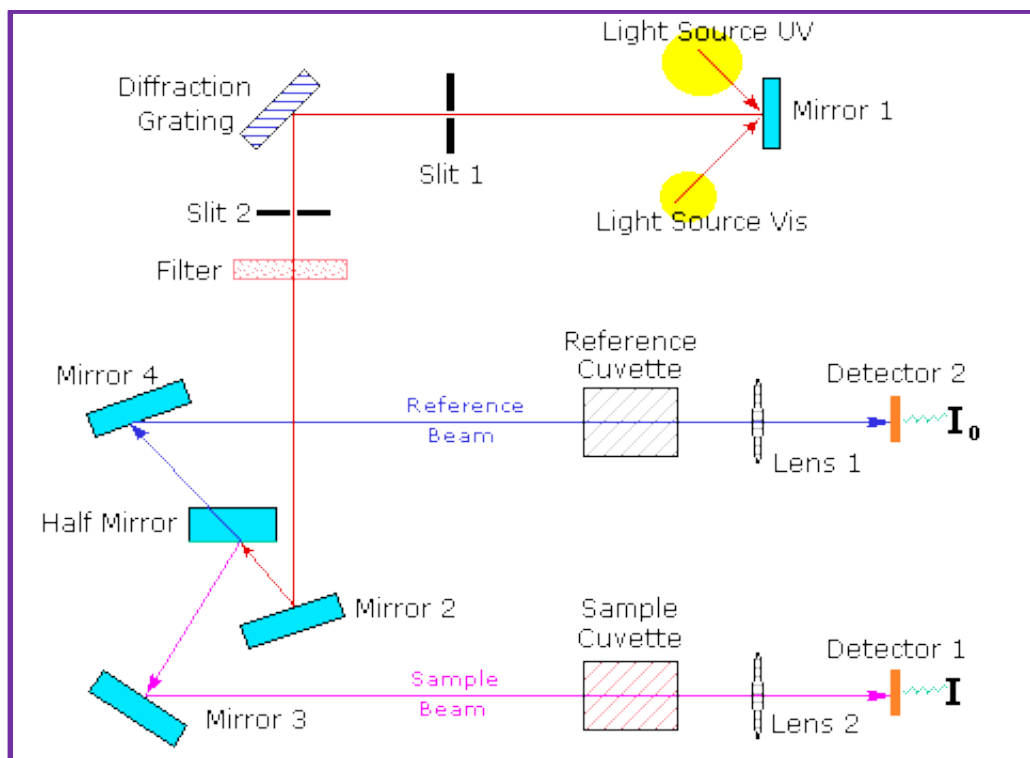 Light Source UV
Diffraction
Grating
Mirror 1
Slit 1
Slit 2
Light Source Vis
Filter
Reference
Cuvette
Mirror 4
Detector 2
Reference
Beam
I0
Lens 1
Half Mirror
Mirror 2
Sample
Cuvette
Detector 1
Sample
Beam
I
Mirror 3
Lens 2